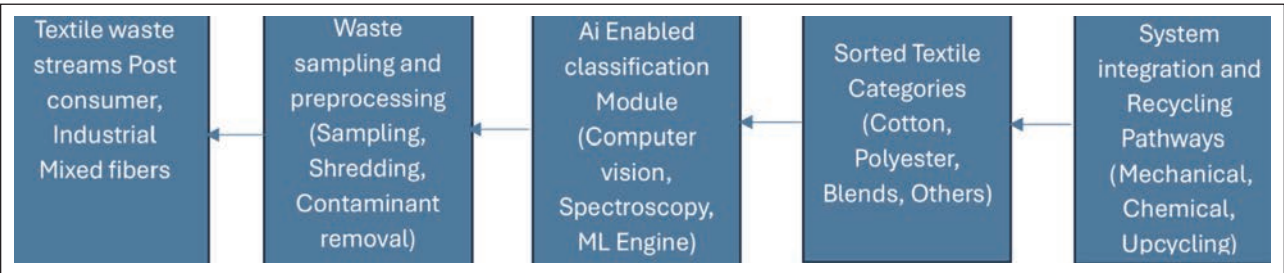 Textile waste
streams Post
consumer,
Industrial
Mixed fibers
Waste
sampling and
preprocessing
(Sampling,
Shredding,
Contaminant
removal)
Ai Enabled
classification
Module
(Computer
vision,
Spectroscopy,
ML Engine)
Sorted Textile
Categories
(Cotton,
Polyester,
Blends, Others)
System
integration and
Recycling
Pathways
(Mechanical,
Chemical,
Upcycling)